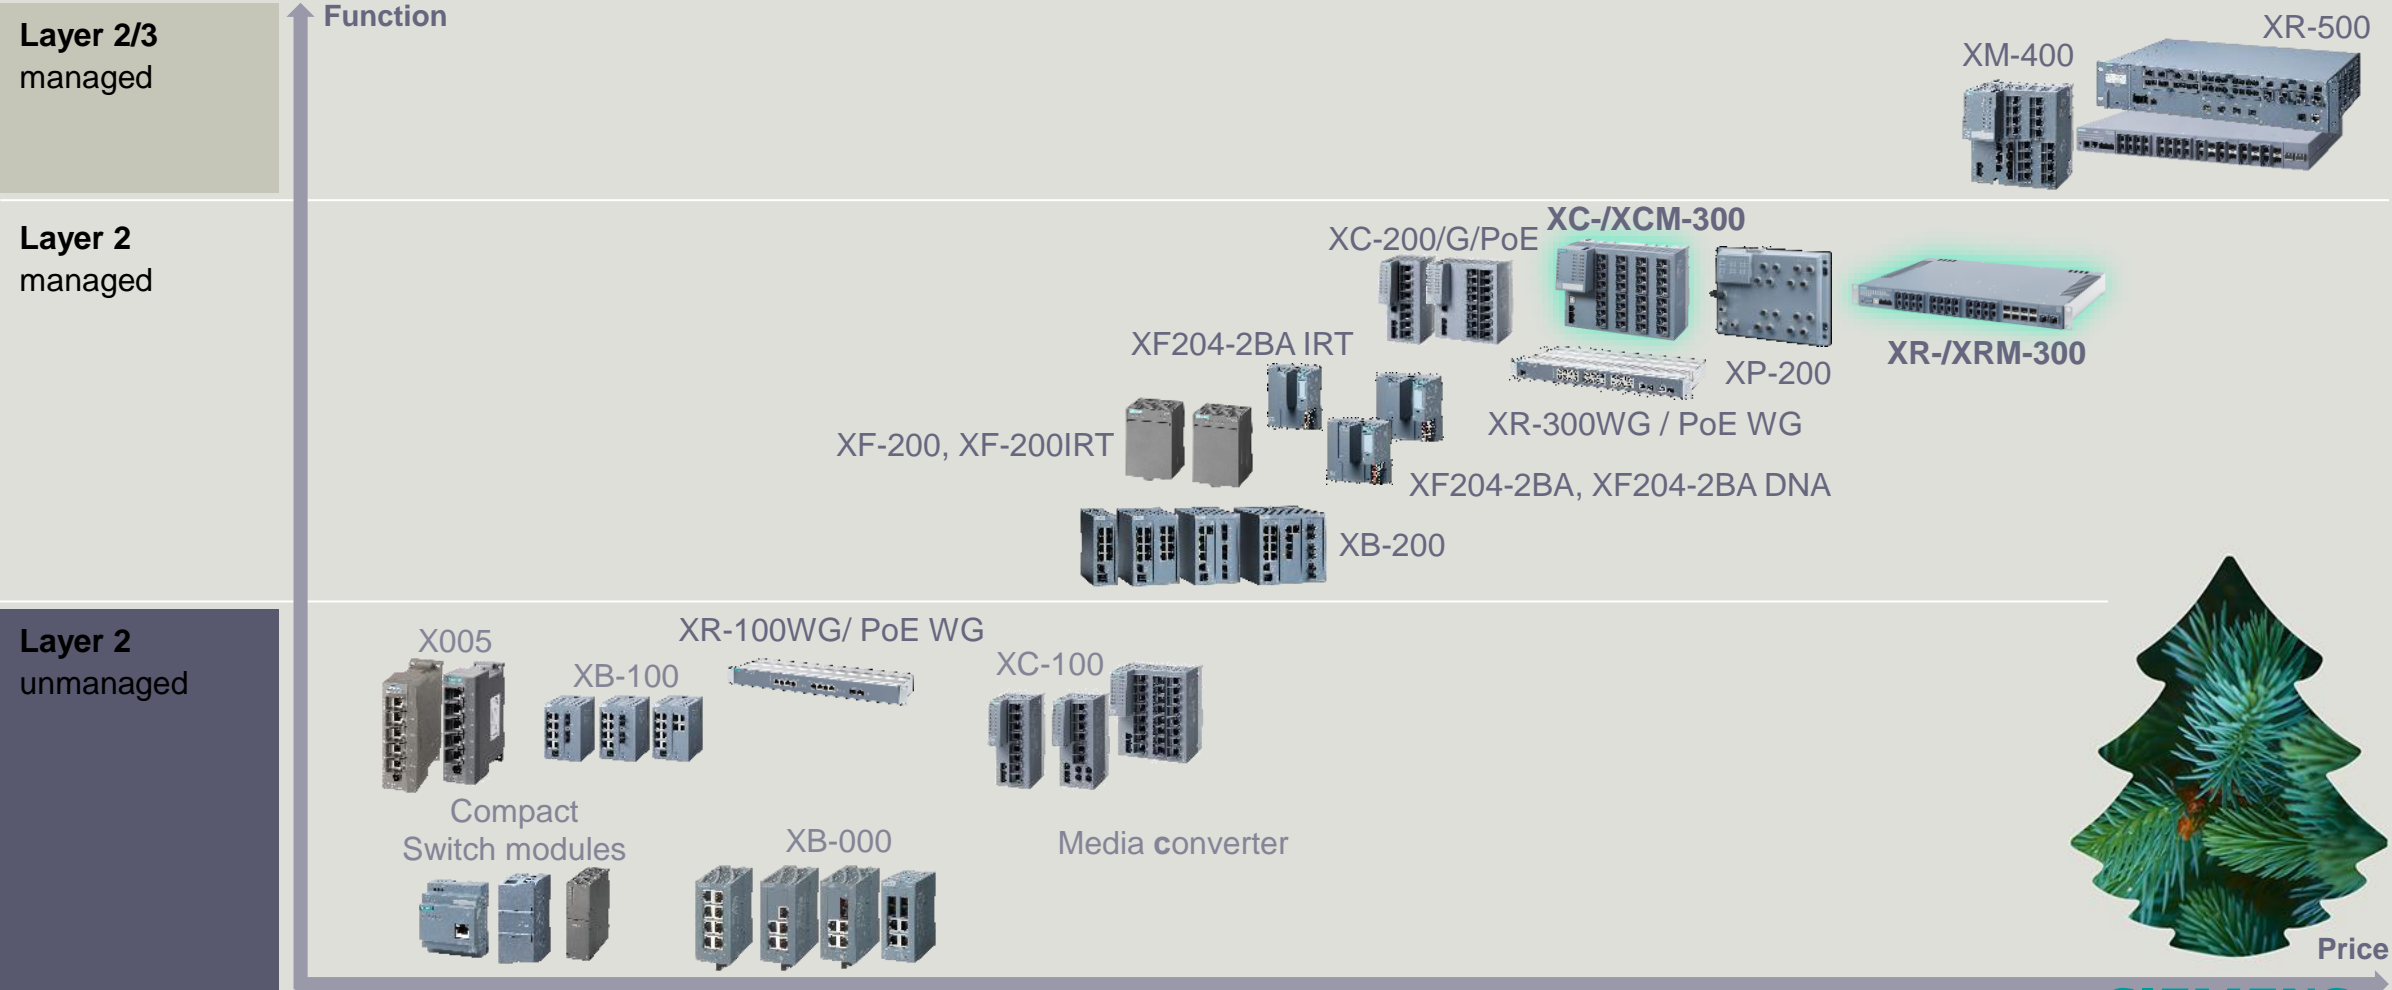 Function
Layer 2/3
managed
XR-500
XM-400
Layer 2
managed
XC-/XCM-300
XC-200/G/PoE
XF204-2BA IRT
XR-/XRM-300
XP-200
XR-300WG / PoE WG
XF-200, XF-200IRT
XF204-2BA, XF204-2BA DNA
XB-200
Layer 2
unmanaged
X005
XR-100WG/ PoE WG
XB-100
XC-100
Compact
Switch modules
XB-000
Media converter
Price